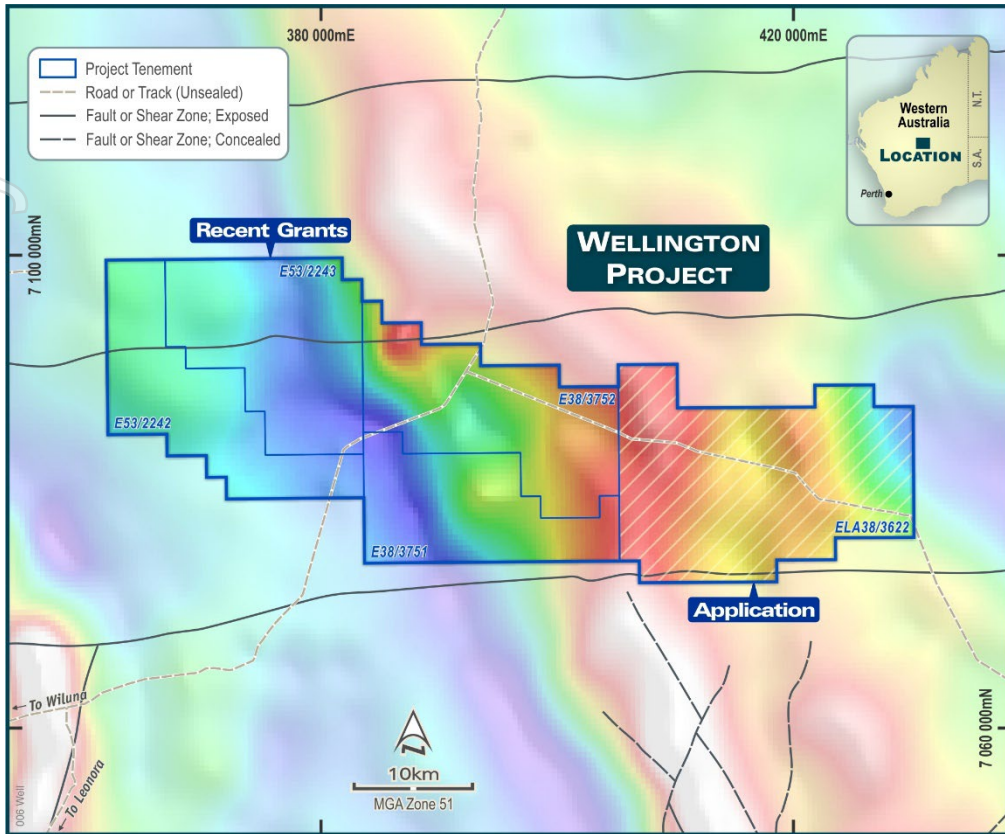 380 000mE
420 000mE
Project Tenement
Road or Track (Unsealed)
Fault or Shear Zone; Exposed
Fault or Shear Zone; Concealed
Western
Australia
LOCATION
N.T.
S.A.
Perth
7 100 000mN
Recent Grants
WELLINGTON
PROJECT
E53/2243
E53/2242
E38/3752
E38/3751
ELA38/3622
Application
To Wiluna
To Leonora
7 060 000mN
10km
MGA Zone 51
006 Well